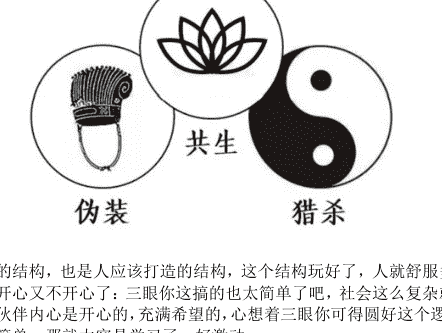 共生
伪装
猎杀
的结构，也是人应该打造的结构，这个结构玩好了，人就舒服
开心又不开心了：三眼你这搞的也太简单了吧，社会这么复杂
伙伴内心是开心的，充满希望的，心想着三眼你可得圆好这个